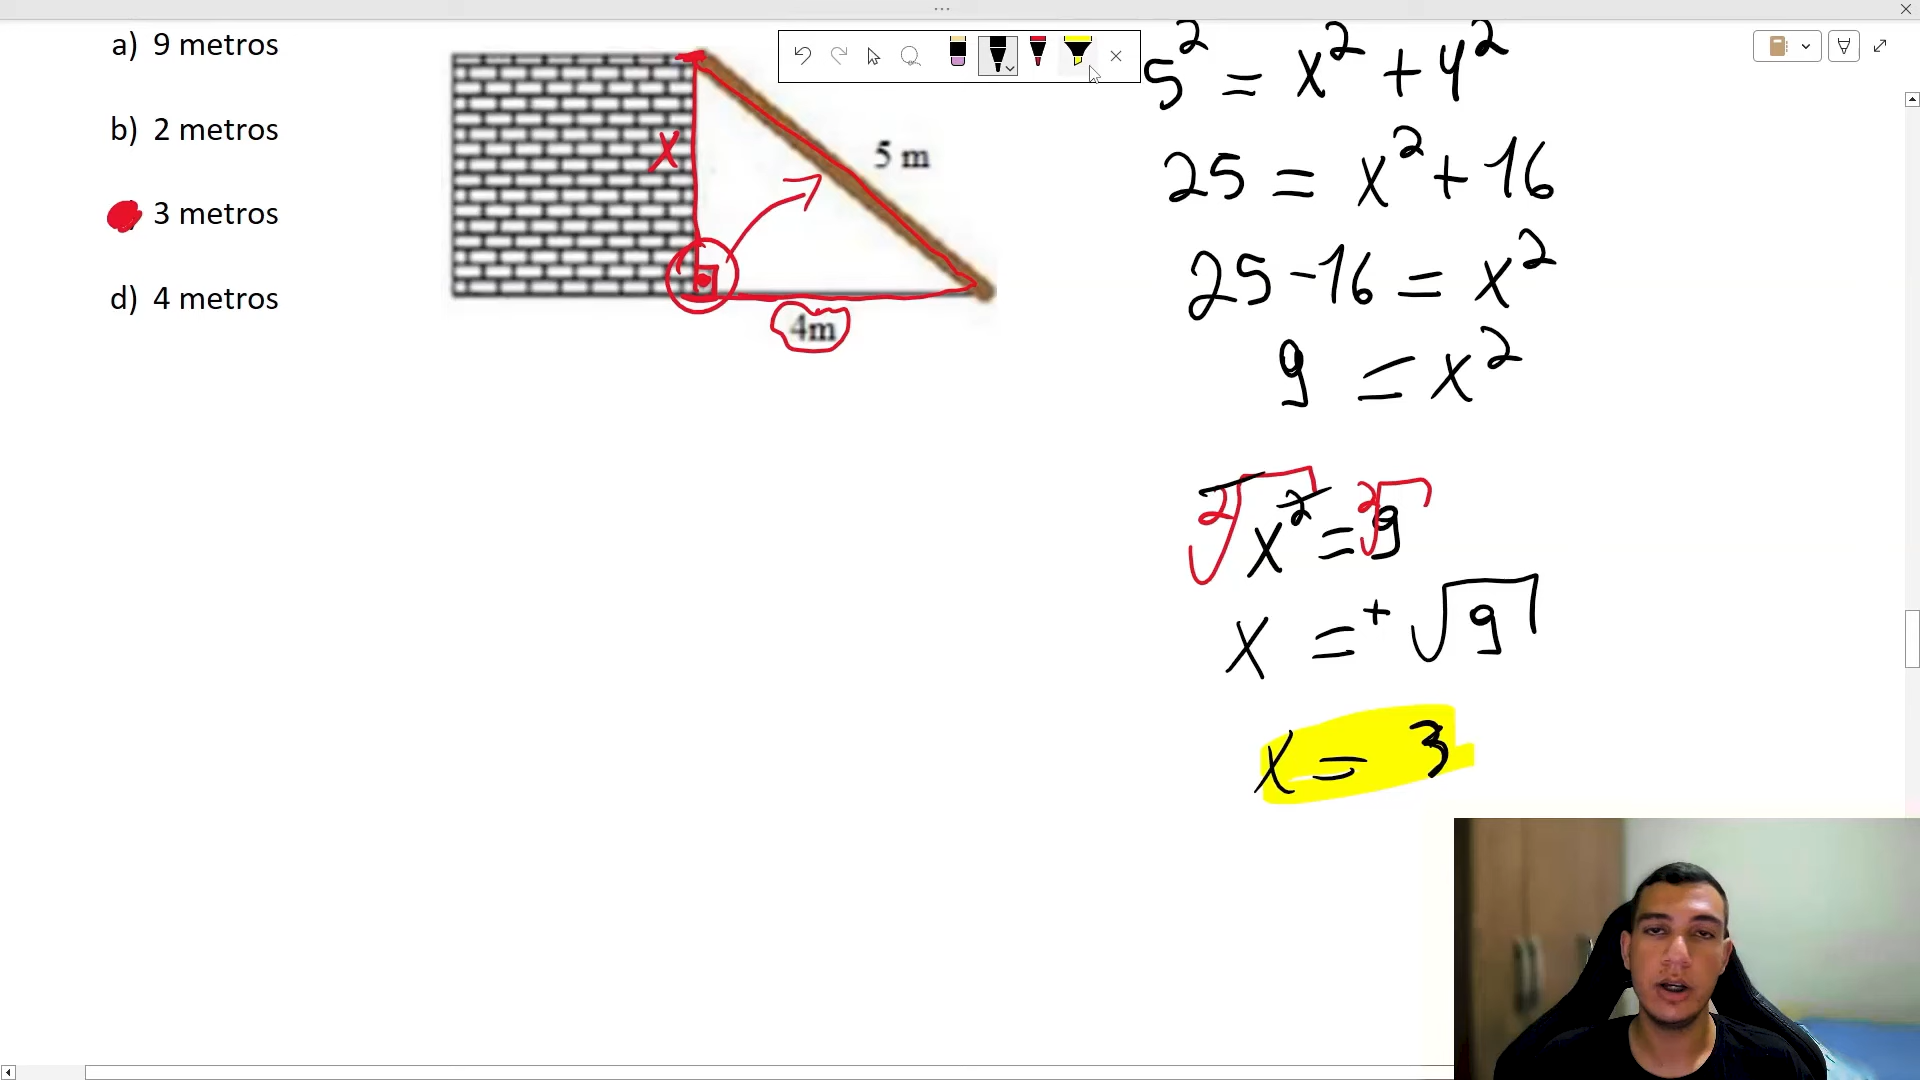 a) 9 metros
b) 2 metros
3 metros
d) 4 metros
X
5 m
4m
5² = x² + 4²
25 = x² + 16
25 - 16 = x²
9 = x²
²√x² = ²√9
x = + √9
x = 3